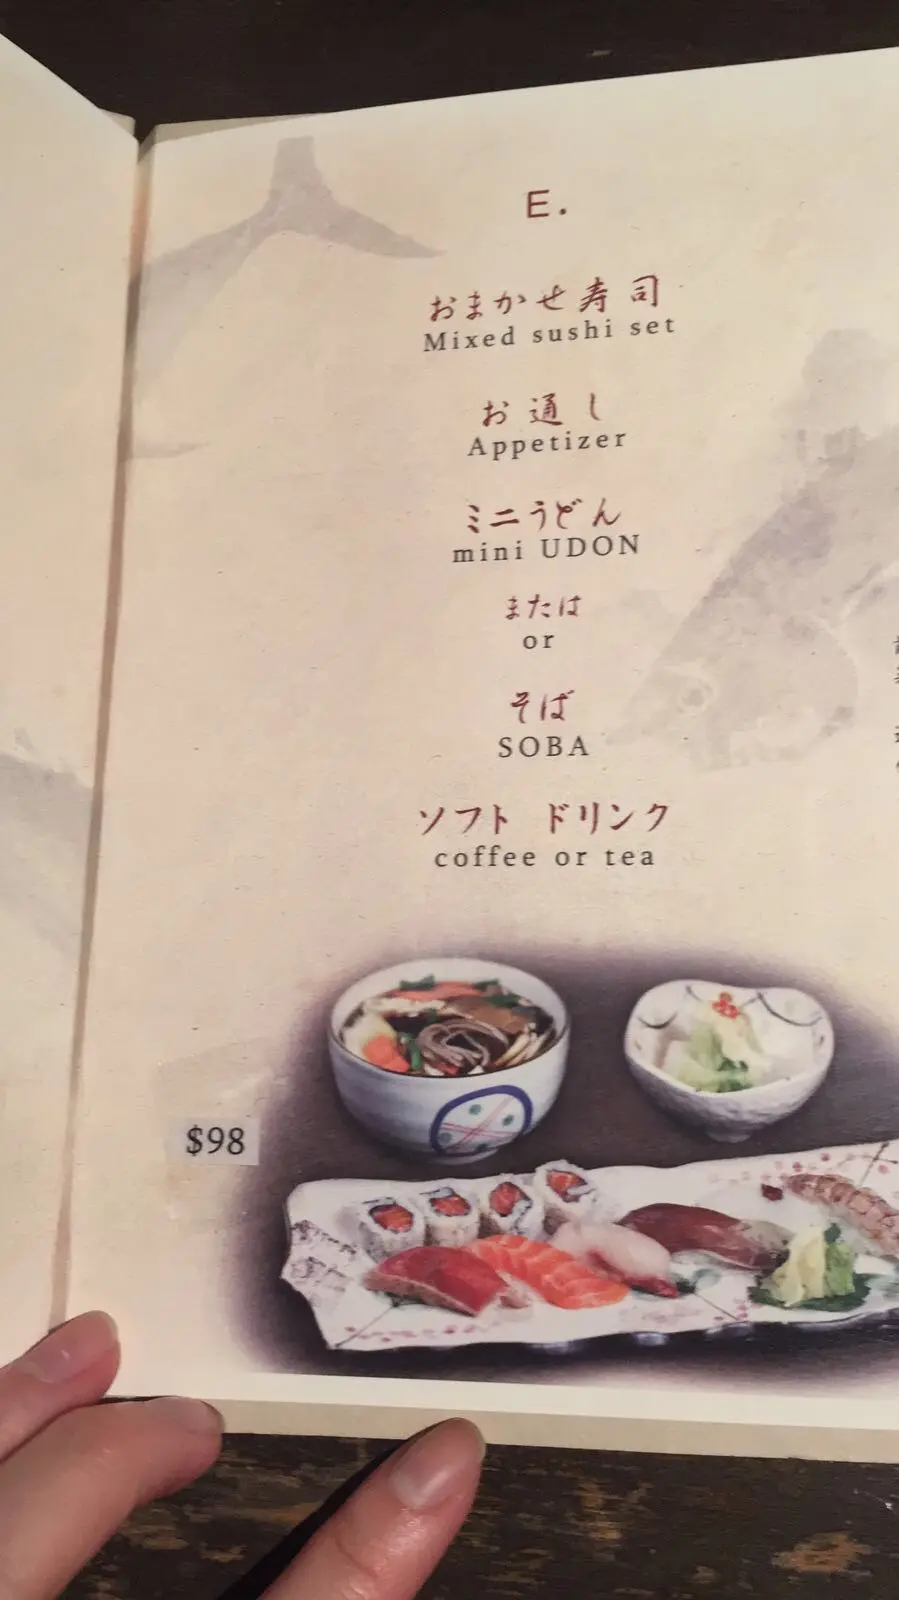 E.
おまかせ寿司
Mixed sushi set
お通し
Appetizer
ミニうどん
mini UDON
または
or
そば
SOBA
ソフト ドリンク
coffee or tea
$98